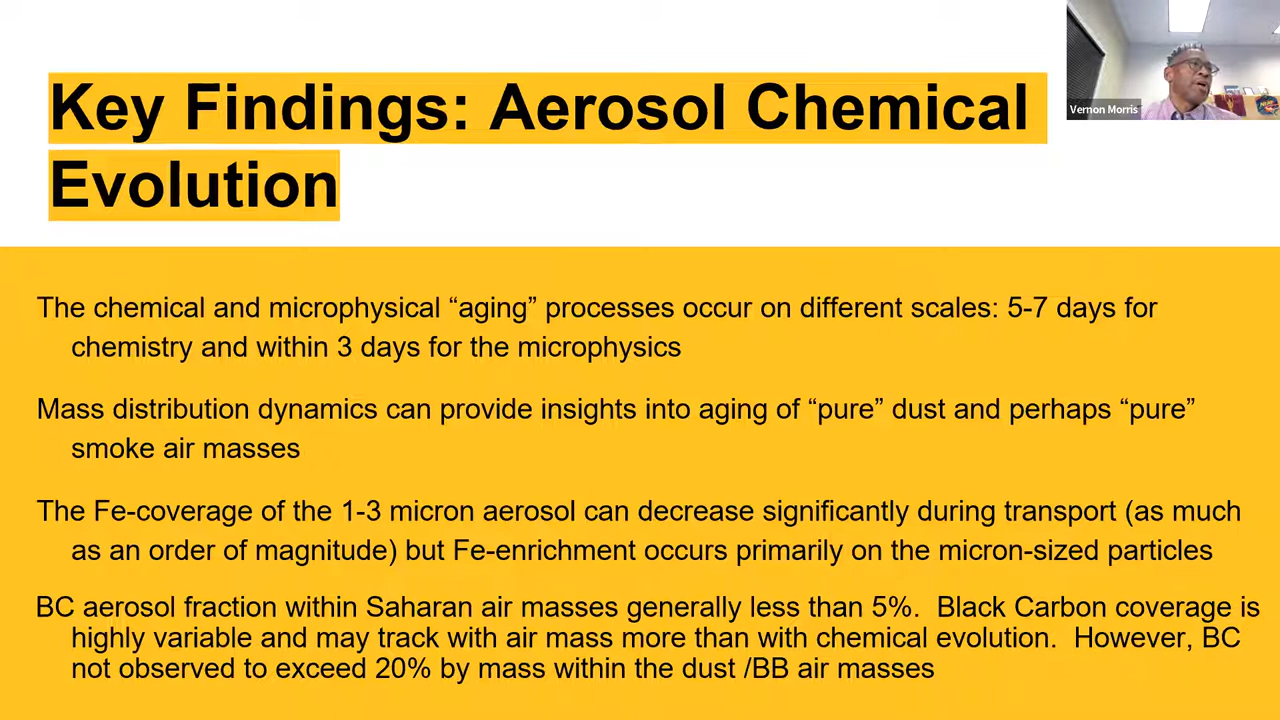 Key Findings: Aerosol Chemical
Evolution
Vernon Morris
The chemical and microphysical “aging” processes occur on different scales: 5-7 days for
chemistry and within 3 days for the microphysics
Mass distribution dynamics can provide insights into aging of “pure” dust and perhaps “pure”
smoke air masses
The Fe-coverage of the 1-3 micron aerosol can decrease significantly during transport (as much
as an order of magnitude) but Fe-enrichment occurs primarily on the micron-sized particles
BC aerosol fraction within Saharan air masses generally less than 5%.  Black Carbon coverage is
highly variable and may track with air mass more than with chemical evolution.  However, BC
not observed to exceed 20% by mass within the dust /BB air masses